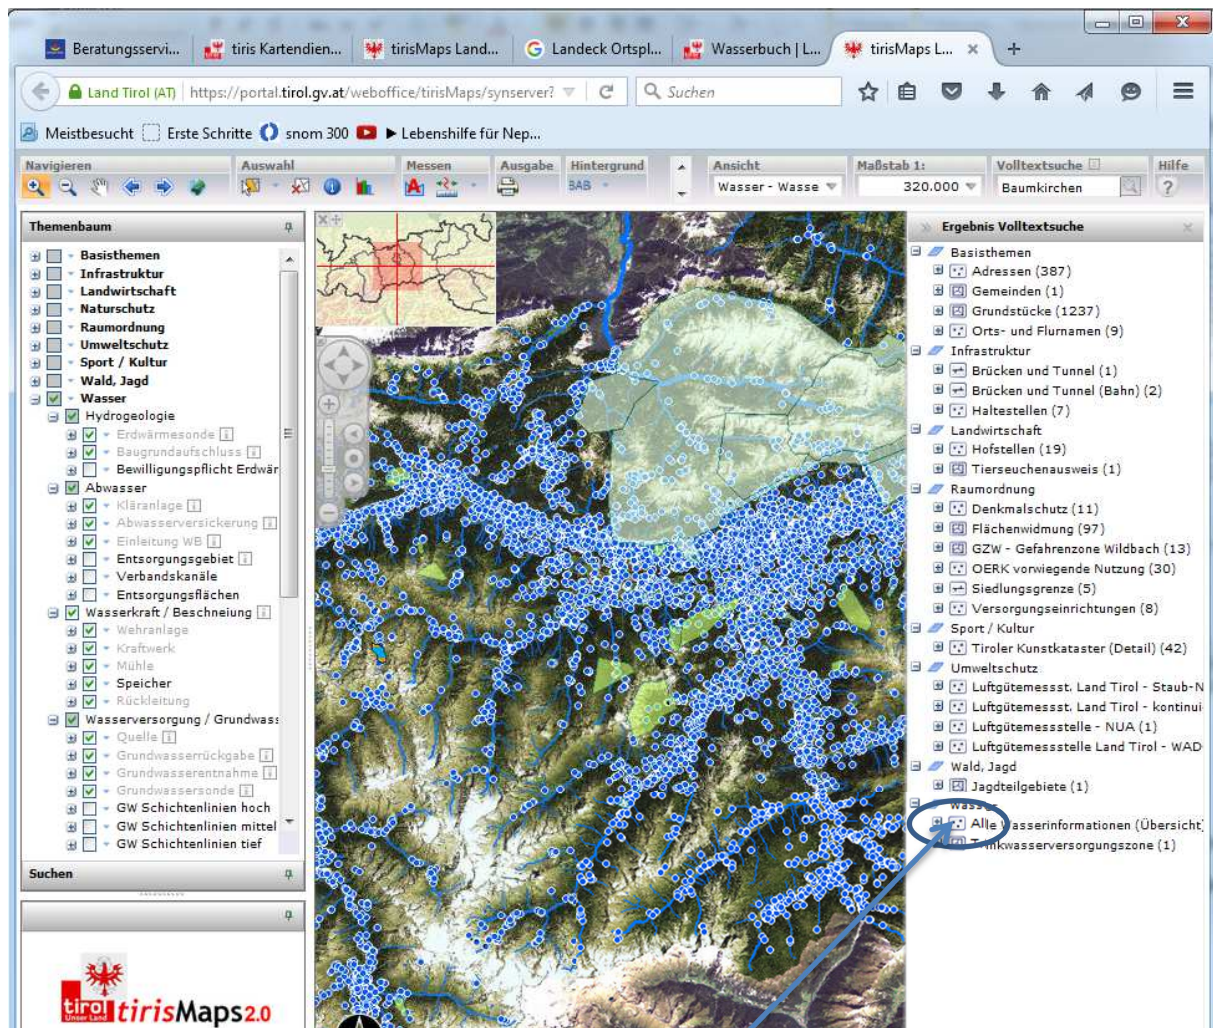 Beratungsservi...
tiris Kartendien...
tirisMaps Land...
Landeck Ortspl...
Wasserbuch | L...
tirisMaps L...
Land Tirol (AT)
https://portal.tirol.gv.at/weboffice/tirisMaps/synserver?
Suchen
Meistbesucht
Erste Schritte
snom 300
Lebenshilfe für Nep...
Navigieren
Auswahl
Messen
Ausgabe
Hintergrund
Ansicht
Maßstab 1:
Volltextsuche
Hilfe
BAB
Wasser - Wasse
320.000
Baumkirchen
Themenbaum
Basisthemen
Infrastruktur
Landwirtschaft
Naturschutz
Raumordnung
Umweltschutz
Sport / Kultur
Wald, Jagd
Wasser
Hydrogeologie
Erdwärmesonde
Baugrundaufschluss
Bewilligungspflicht Erdwär
Abwasser
Kläranlage
Abwasserversickerung
Einleitung WB
Entsorgungsgebiet
Verbandskanäle
Entsorgungsflächen
Wasserkraft / Beschneiung
Wehranlage
Kraftwerk
Mühle
Speicher
Rückleitung
Wasserversorgung / Grundwass
Quelle
Grundwasserrückgabe
Grundwasserentnahme
Grundwassersonde
GW Schichtenlinien hoch
GW Schichtenlinien mittel
GW Schichtenlinien tief
Suchen
tirol
Unser Land
tirisMaps2.0
Ergebnis Volltextsuche
Basisthemen
Adressen (387)
Gemeinden (1)
Grundstücke (1237)
Orts- und Flurnamen (9)
Infrastruktur
Brücken und Tunnel (1)
Brücken und Tunnel (Bahn) (2)
Haltestellen (7)
Landwirtschaft
Hofstellen (19)
Tierseuchenausweis (1)
Raumordnung
Denkmalschutz (11)
Flächenwidmung (97)
GZW - Gefahrenzone Wildbach (13)
OERK vorwiegende Nutzung (30)
Siedlungsgrenze (5)
Versorgungseinrichtungen (8)
Sport / Kultur
Tiroler Kunstkataster (Detail) (42)
Umweltschutz
Luftgütemessst. Land Tirol - Staub-N
Luftgütemessst. Land Tirol - kontinui
Luftgütemessstelle - NUA (1)
Luftgütemessstelle Land Tirol - WAD
Wald, Jagd
Jagdteilgebiete (1)
Wasser
Alle Wasserinformationen (Übersicht)
Trinkwasserversorgungszone (1)